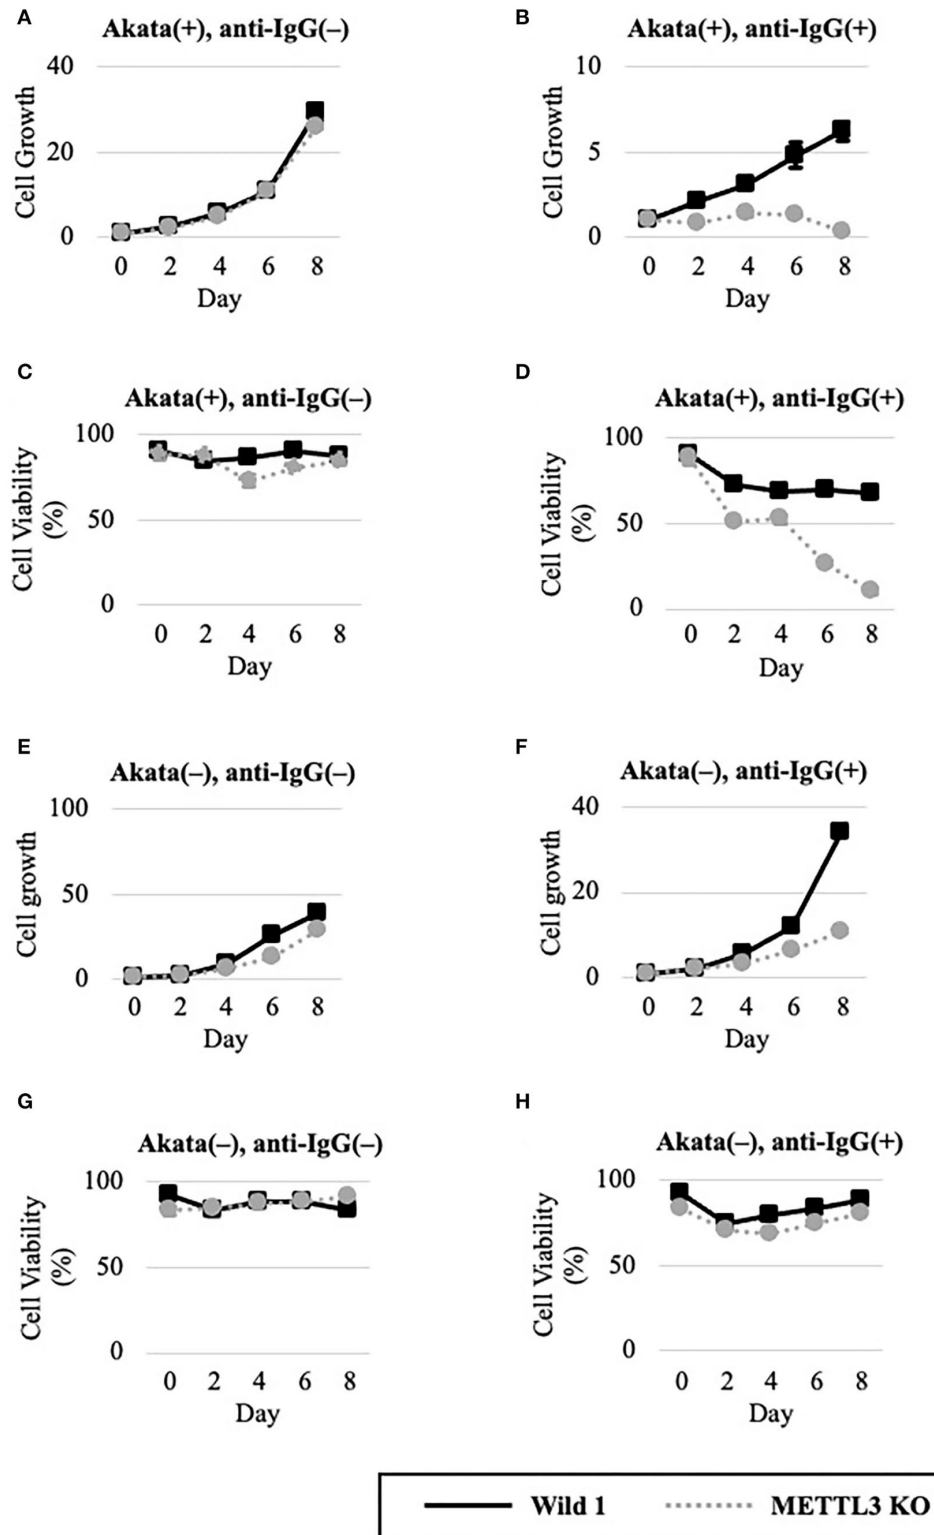 A
Akata(+), anti-IgG(–)
40
20
0
Cell Growth
0 2 4 6 8
Day
B
Akata(+), anti-IgG(+)
10
5
0
Cell Growth
0 2 4 6 8
Day
C
Akata(+), anti-IgG(–)
100
50
0
Cell Viability
(%)
0 2 4 6 8
Day
D
Akata(+), anti-IgG(+)
100
50
0
Cell Viability
(%)
0 2 4 6 8
Day
E
Akata(–), anti-IgG(–)
100
50
0
Cell growth
0 2 4 6 8
Day
F
Akata(–), anti-IgG(+)
40
20
0
Cell growth
0 2 4 6 8
Day
G
Akata(–), anti-IgG(–)
100
50
0
Cell Viability
(%)
0 2 4 6 8
Day
H
Akata(–), anti-IgG(+)
100
50
0
Cell Viability
(%)
0 2 4 6 8
Day
Wild 1 METTL3 KO